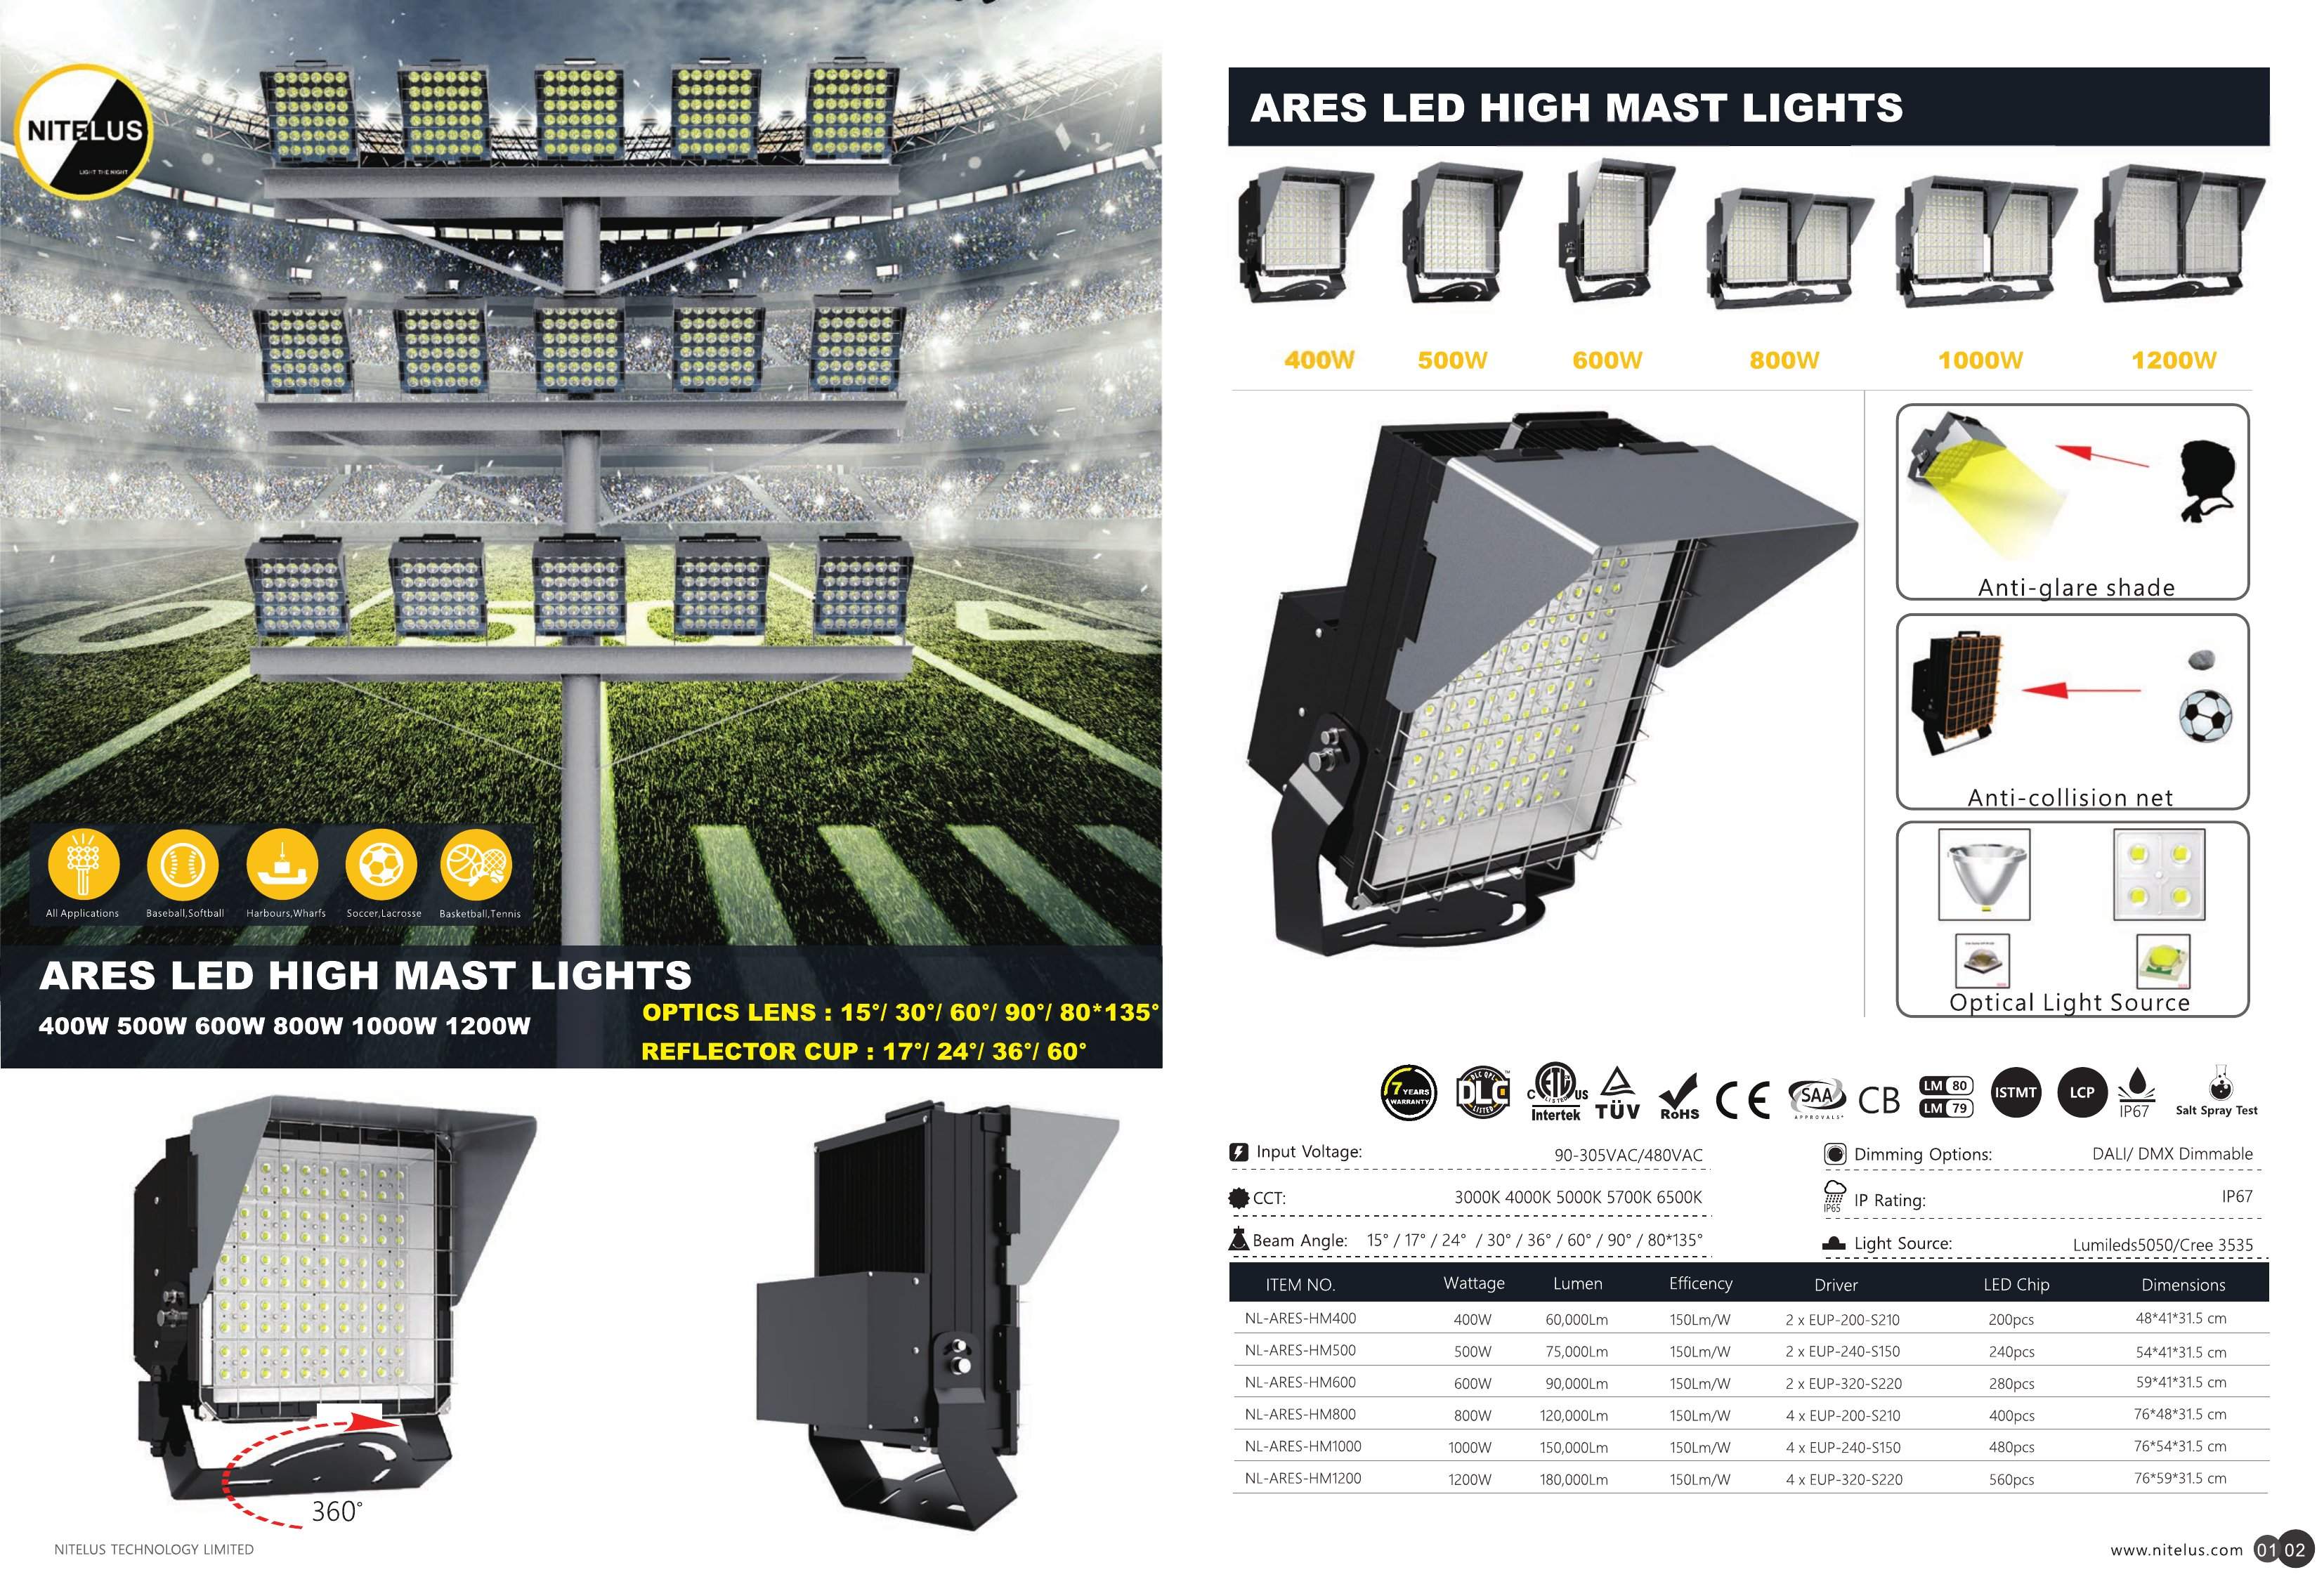 NITELUS
LIGHT THE NIGHT
All Applications
Baseball,Softball
Harbours,Wharfs
Soccer,Lacrosse
Basketball,Tennis
ARES LED HIGH MAST LIGHTS
400W 500W 600W 800W 1000W 1200W
OPTICS LENS : 15°/ 30°/ 60°/ 90°/ 80*135°
REFLECTOR CUP : 17°/ 24°/ 36°/ 60°
360°
NITELUS TECHNOLOGY LIMITED
ARES LED HIGH MAST LIGHTS
400W 500W 600W 800W 1000W 1200W
Anti-glare shade
Anti-collision net
Optical Light Source
7 YEARS
WARRANTY
DLC QPL
DLC
LISTED
ETL
LISTED
C US
Intertek
TÜV
RoHS
CE
SAA
APPROVALS
CB
LM 80
LM 79
ISTMT
LCP
IP67
Salt Spray Test
Input Voltage: 90-305VAC/480VAC
CCT: 3000K 4000K 5000K 5700K 6500K
Beam Angle: 15° / 17° / 24° / 30° / 36° / 60° / 90° / 80*135°
Dimming Options: DALI/ DMX Dimmable
IP65 IP Rating: IP67
Light Source: Lumileds5050/Cree 3535
ITEM NO. Wattage Lumen Efficency Driver LED Chip Dimensions
NL-ARES-HM400 400W 60,000Lm 150Lm/W 2 x EUP-200-S210 200pcs 48*41*31.5 cm
NL-ARES-HM500 500W 75,000Lm 150Lm/W 2 x EUP-240-S150 240pcs 54*41*31.5 cm
NL-ARES-HM600 600W 90,000Lm 150Lm/W 2 x EUP-320-S220 280pcs 59*41*31.5 cm
NL-ARES-HM800 800W 120,000Lm 150Lm/W 4 x EUP-200-S210 400pcs 76*48*31.5 cm
NL-ARES-HM1000 1000W 150,000Lm 150Lm/W 4 x EUP-240-S150 480pcs 76*54*31.5 cm
NL-ARES-HM1200 1200W 180,000Lm 150Lm/W 4 x EUP-320-S220 560pcs 76*59*31.5 cm
www.nitelus.com 01 02